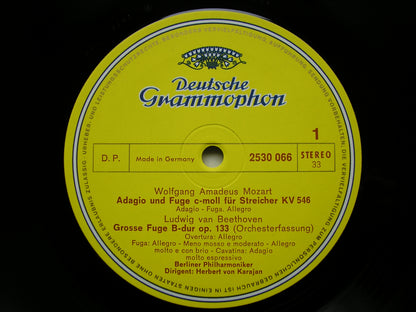 Deutsche
Grammophon
D. P.
Made in Germany
2530 066
1
STEREO
33
Wolfgang Amadeus Mozart
Adagio und Fuge c-moll für Streicher KV 546
Adagio - Fuga. Allegro
Ludwig van Beethoven
Grosse Fuge B-dur op. 133 (Orchesterfassung)
Overtura: Allegro
Fuga: Allegro - Meno mosso e moderato - Allegro
molto e con brio - Cavatina: Adagio
molto espressivo
Berliner Philharmoniker
Dirigent: Herbert von Karajan